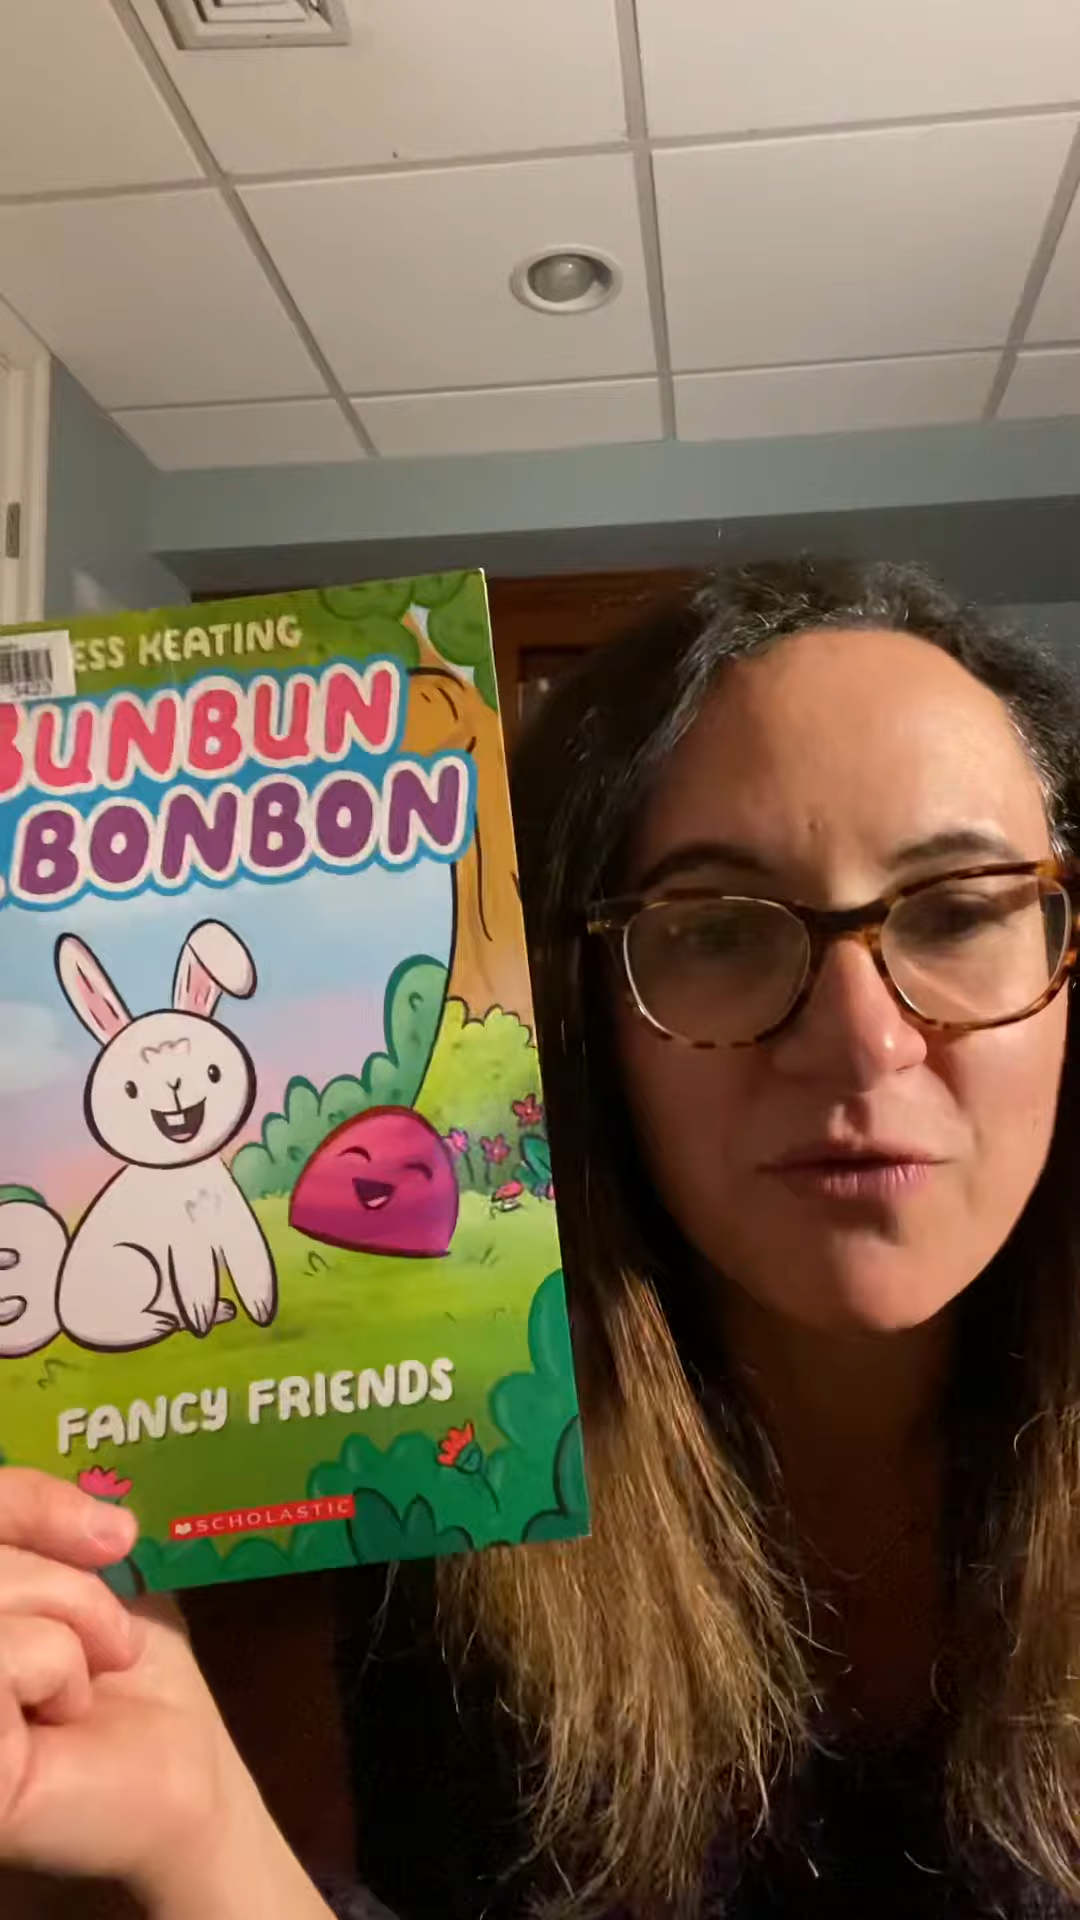 ESS KEATING
BUNBUN
BONBON
FANCY FRIENDS
SCHOLASTIC